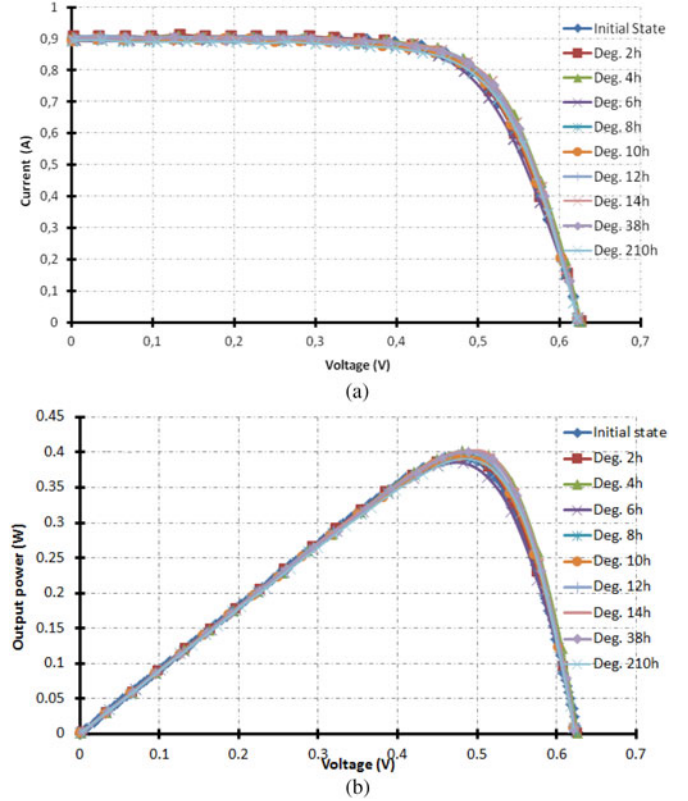 1
0,9
0,8
0,7
0,6
0,5
0,4
0,3
0,2
0,1
0
Current (A)
0 0,1 0,2 0,3 0,4 0,5 0,6 0,7
Voltage (V)
Initial State
Deg. 2h
Deg. 4h
Deg. 6h
Deg. 8h
Deg. 10h
Deg. 12h
Deg. 14h
Deg. 38h
Deg. 210h
(a)
0.45
0.4
0.35
0.3
0.25
0.2
0.15
0.1
0.05
0
Output power (W)
0 0.1 0.2 0.3 0.4 0.5 0.6 0.7
Voltage (V)
Initial state
Deg. 2h
Deg. 4h
Deg. 6h
Deg. 8h
Deg. 10h
Deg. 12h
Deg. 14h
Deg. 38h
Deg. 210h
(b)